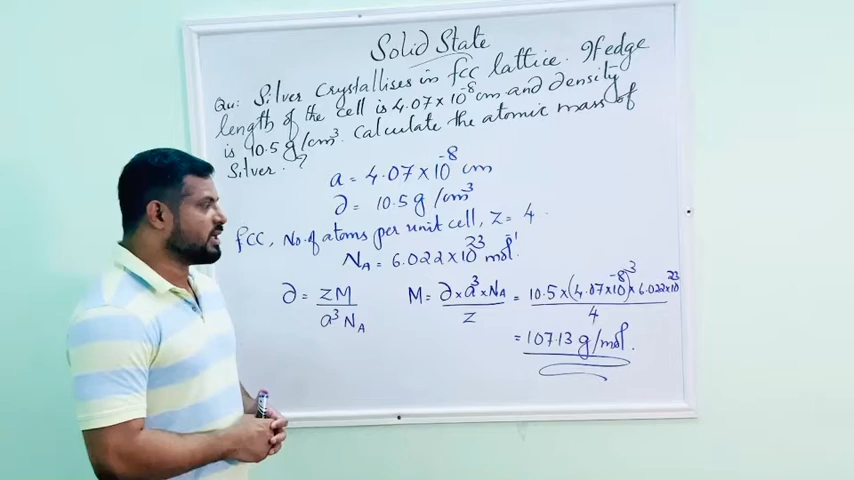 Solid State
Qu: Silver Crystallises in fcc lattice. If edge
length of the cell is 4.07×10⁻⁸cm and density
is 10.5 g/cm³. Calculate the atomic mass of
Silver.?
a = 4.07×10⁻⁸ cm
∂ = 10.5 g/cm³
fcc, No. of atoms per unit cell, Z = 4.
N_A = 6.022×10²³ mol⁻¹.
∂ = ZM / a³ N_A
M = ∂×a³×N_A / Z = 10.5×(4.07×10⁻⁸)³×6.022×10²³ / 4
= 107.13 g/mol.